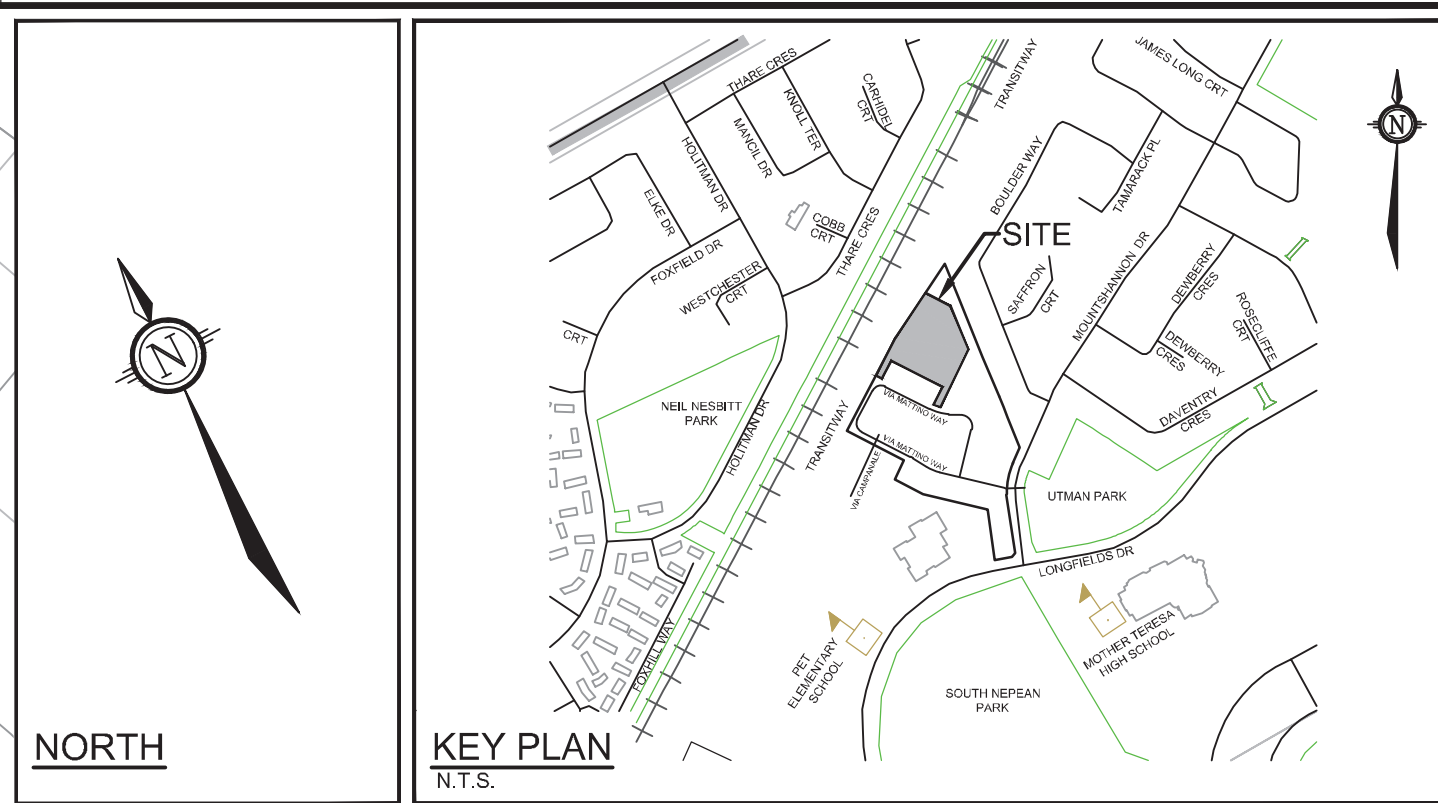 N
NORTH
KEY PLAN
N.T.S.
N
THARE CRES
KNOLL TER
MANCIL DR
CARHIDEL
CRT
HOLITMAN DR
ELKE DR
FOXFIELD DR
WESTCHESTER
CRT
COBB
CRT
THARE CRES
CRT
NEIL NESBITT
PARK
HOLITMAN DR
FOXHILL WAY
TRANSITWAY
TRANSITWAY
JAMES LONG CRT
BOULDER WAY
TAMARACK PL
SITE
SAFFRON
CRT
MOUNTSHANNON DR
DEWBERRY
CRES
DEWBERRY
CRES
ROSECLIFFE
CRT
DAVENTRY
CRES
VIA MATTINO WAY
VIA MATTINO WAY
VIA CAMPANALE
UTMAN PARK
LONGFIELDS DR
PET
ELEMENTARY
SCHOOL
MOTHER TERESA
HIGH SCHOOL
SOUTH NEPEAN
PARK